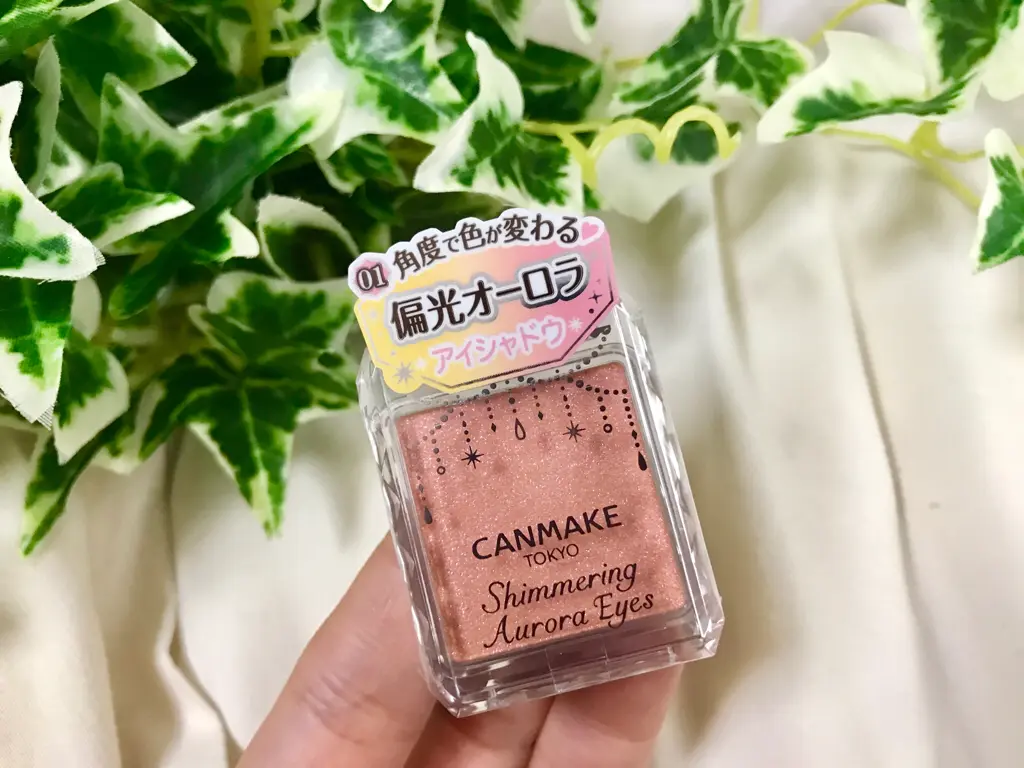 01 角度で色が変わる
偏光オーロラ
アイシャドウ
CANMAKE
TOKYO
Shimmering
Aurora Eyes